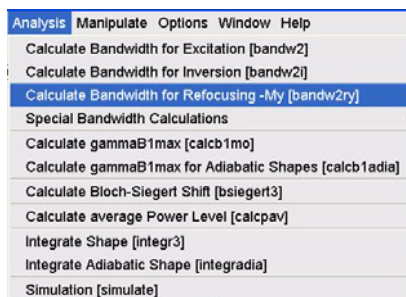 Analysis Manipulate Options Window Help
Calculate Bandwidth for Excitation [bandw2]
Calculate Bandwidth for Inversion [bandw2i]
Calculate Bandwidth for Refocusing -My [bandw2ry]
Special Bandwidth Calculations
Calculate gammaB1max [calcb1mo]
Calculate gammaB1max for Adiabatic Shapes [calcb1adia]
Calculate Bloch-Siegert Shift [bsiegert3]
Calculate average Power Level [calcpav]
Integrate Shape [integr3]
Integrate Adiabatic Shape [integradia]
Simulation [simulate]